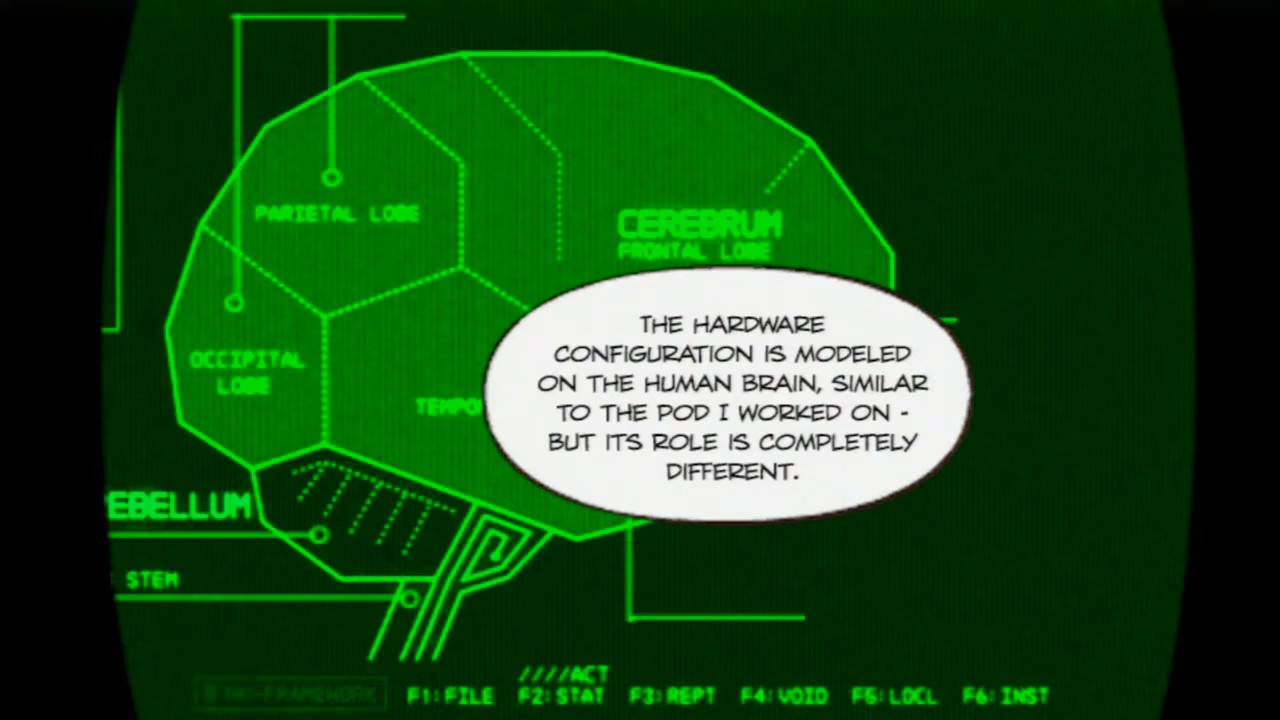 PARIETAL LOBE
CEREBRUM
FRONTAL LOBE
THE HARDWARE
CONFIGURATION IS MODELED
ON THE HUMAN BRAIN, SIMILAR
TO THE POD I WORKED ON -
BUT ITS ROLE IS COMPLETELY
DIFFERENT.
OCCIPITAL
LOBE
TEMPO
EBELLUM
STEM
////ACT
F1:FILE F2:STAT F3:REPT F4:VOID F5:LOCL F6:INST